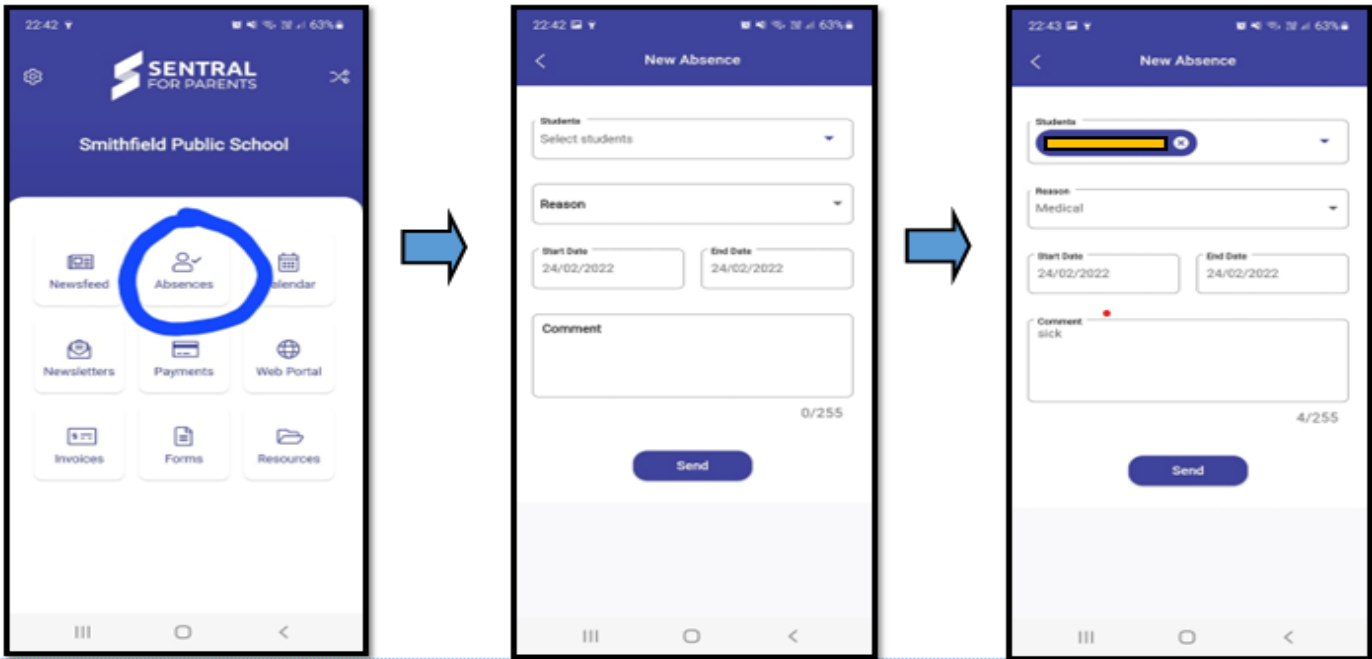 22:42 63%
SENTRAL
FOR PARENTS
Smithfield Public School
Newsfeed Absences Calendar
Newsletters Payments Web Portal
Invoices Forms Resources
22:42 63%
New Absence
Students
Select students
Reason
Start Date End Date
24/02/2022 24/02/2022
Comment
0/255
Send
22:43 63%
New Absence
Students
Reason
Medical
Start Date End Date
24/02/2022 24/02/2022
Comment
sick
4/255
Send